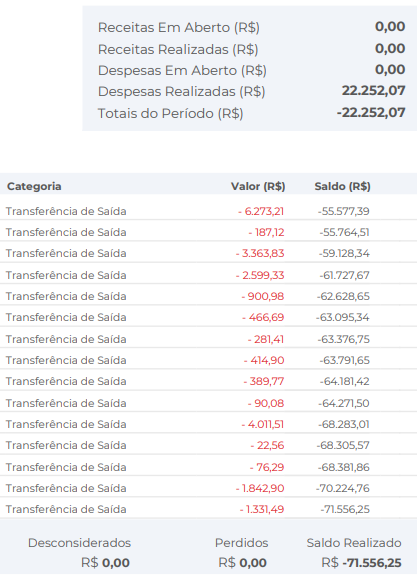 Receitas Em Aberto (R$) 0,00
Receitas Realizadas (R$) 0,00
Despesas Em Aberto (R$) 0,00
Despesas Realizadas (R$) 22.252,07
Totais do Período (R$) -22.252,07
Categoria Valor (R$) Saldo (R$)
Transferência de Saída - 6.273,21 -55.577,39
Transferência de Saída - 187,12 -55.764,51
Transferência de Saída - 3.363,83 -59.128,34
Transferência de Saída - 2.599,33 -61.727,67
Transferência de Saída - 900,98 -62.628,65
Transferência de Saída - 466,69 -63.095,34
Transferência de Saída - 281,41 -63.376,75
Transferência de Saída - 414,90 -63.791,65
Transferência de Saída - 389,77 -64.181,42
Transferência de Saída - 90,08 -64.271,50
Transferência de Saída - 4.011,51 -68.283,01
Transferência de Saída - 22,56 -68.305,57
Transferência de Saída - 76,29 -68.381,86
Transferência de Saída - 1.842,90 -70.224,76
Transferência de Saída - 1.331,49 -71.556,25
Desconsiderados Perdidos Saldo Realizado
R$ 0,00 R$ 0,00 R$ -71.556,25